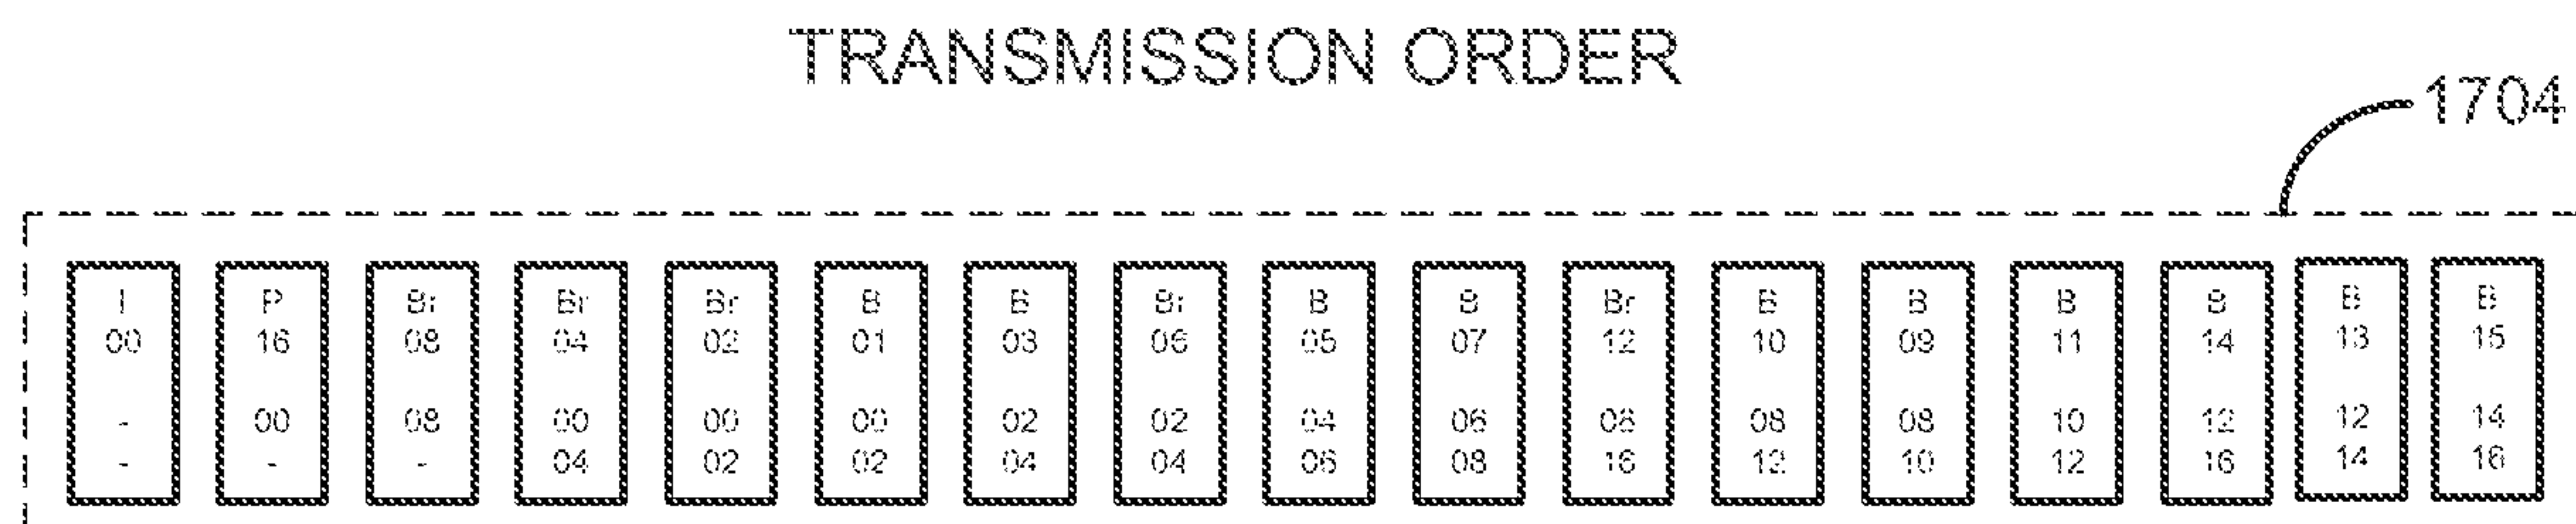 TRANSMISSION ORDER
1704
I P Br Br Br B B Br B B Br B B B B B B
00 16 08 04 02 01 03 06 05 07 12 10 09 11 14 13 15
- 00 08 00 00 00 02 02 04 06 08 08 08 10 12 12 14
- - - 04 02 02 04 04 06 08 16 12 10 12 16 14 16